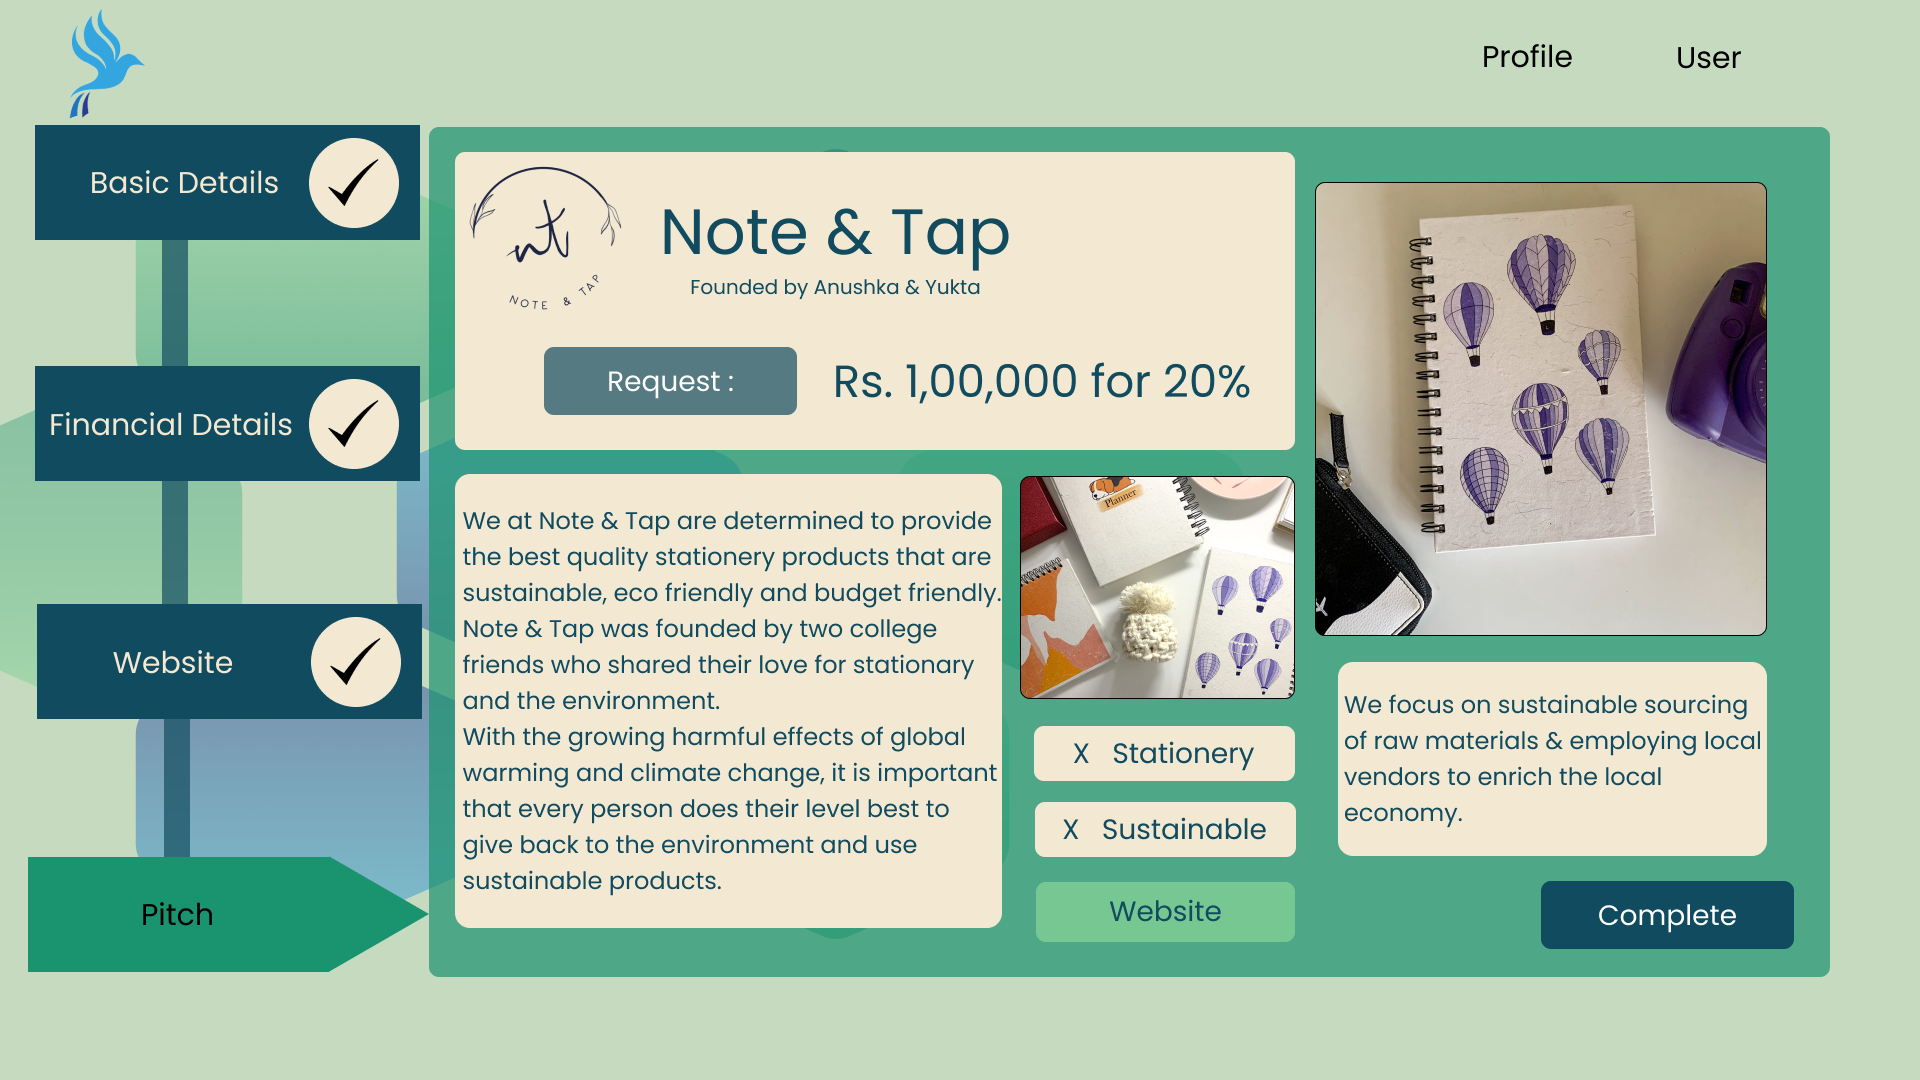 Profile
User
Basic Details
Financial Details
Website
Pitch
nt
NOTE & TAP
Note & Tap
Founded by Anushka & Yukta
Request :
Rs. 1,00,000 for 20%
We at Note & Tap are determined to provide
the best quality stationery products that are
sustainable, eco friendly and budget friendly.
Note & Tap was founded by two college
friends who shared their love for stationary
and the environment.
With the growing harmful effects of global
warming and climate change, it is important
that every person does their level best to
give back to the environment and use
sustainable products.
Planner
X Stationery
X Sustainable
Website
We focus on sustainable sourcing
of raw materials & employing local
vendors to enrich the local
economy.
Complete